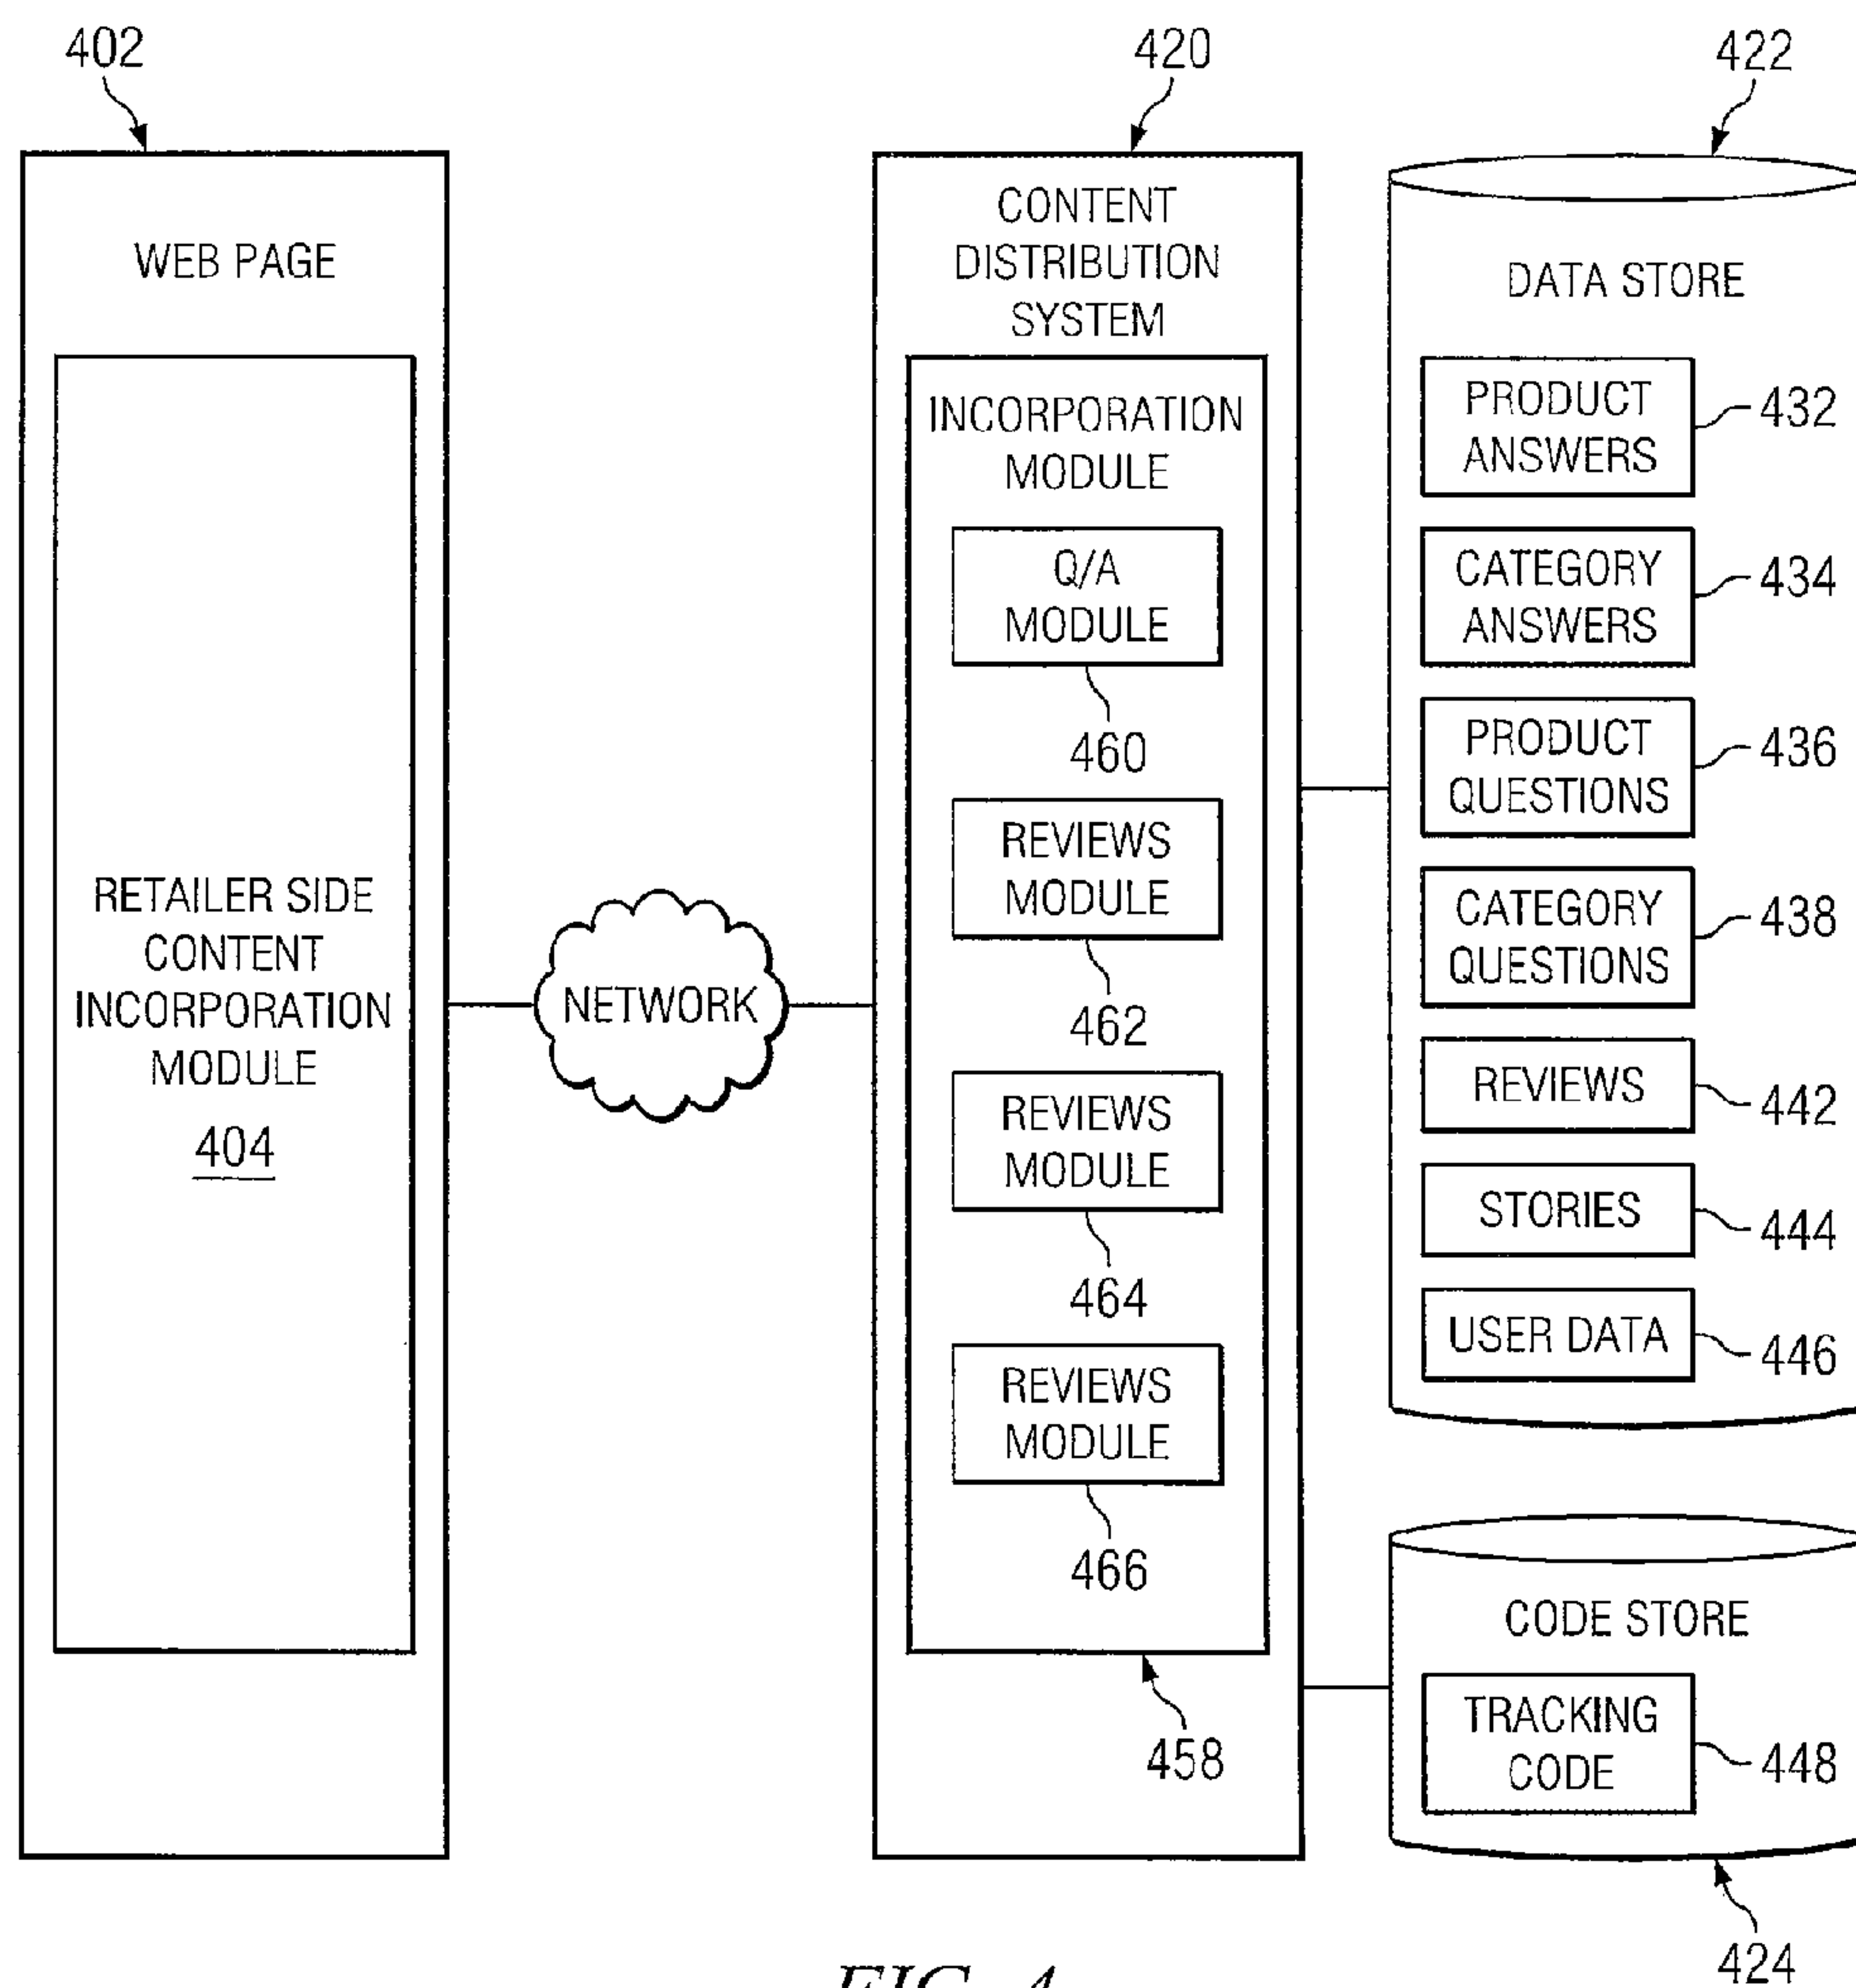 402
420
422
WEB PAGE
RETAILER SIDE
CONTENT
INCORPORATION
MODULE
404
NETWORK
CONTENT
DISTRIBUTION
SYSTEM
INCORPORATION
MODULE
Q/A
MODULE
460
REVIEWS
MODULE
462
REVIEWS
MODULE
464
REVIEWS
MODULE
466
458
DATA STORE
PRODUCT
ANSWERS
432
CATEGORY
ANSWERS
434
PRODUCT
QUESTIONS
436
CATEGORY
QUESTIONS
438
REVIEWS
442
STORIES
444
USER DATA
446
CODE STORE
TRACKING
CODE
448
424
FIG. 4